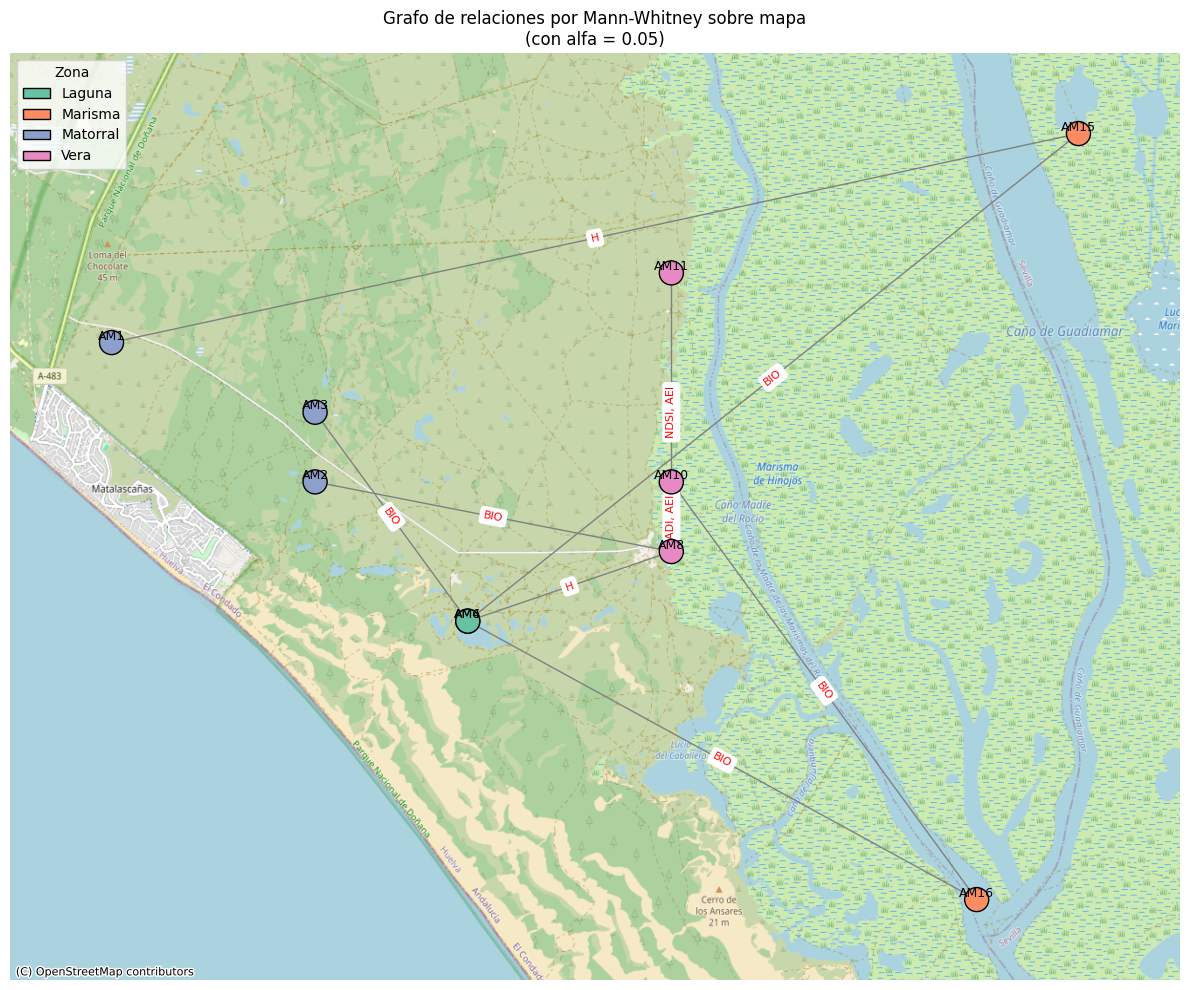 Grafo de relaciones por Mann-Whitney sobre mapa
(con alfa = 0.05)
Zona
Laguna
Marisma
Matorral
Vera
Parque Nacional de Doñana
Loma del
Chocolate
45 m
AM15
Caño de Guadiamar
Sevilla
H
AM11
Caño de Guadiamar
AM1
A-483
BIO
AM3
NDSI, AEI
AM2
AM10
Matalascañas
Marisma
de Hinojos
Caño Madre
del Rocío
BIO
BIO
ADI, AEI
AM8
Huelva
El Condado
H
AM6
Caño de Guadiamar
BIO
Lucio
del Caballero
BIO
Parque Nacional de Doñana
Huelva
Andalucía
Cerro de
los Ansares
21 m
AM16
Sevilla
El Condad
(C) OpenStreetMap contributors